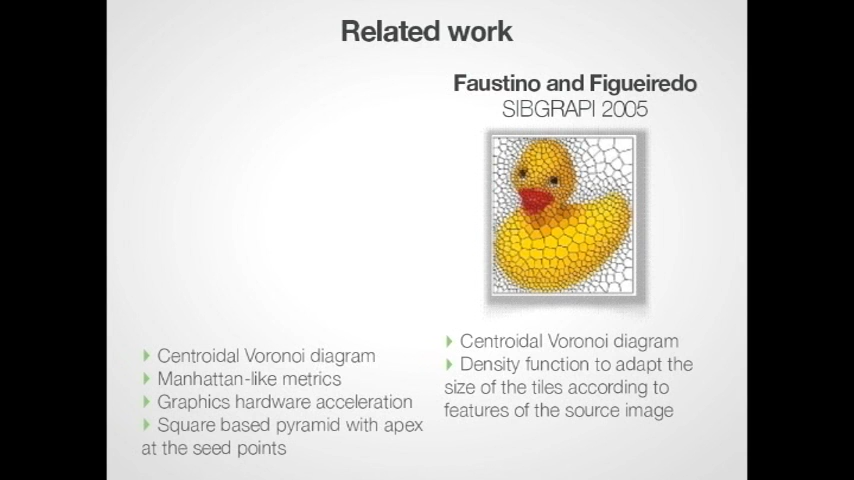 Related work
Faustino and Figueiredo
SIBGRAPI 2005
Centroidal Voronoi diagram
Manhattan-like metrics
Graphics hardware acceleration
Square based pyramid with apex
at the seed points
Centroidal Voronoi diagram
Density function to adapt the
size of the tiles according to
features of the source image